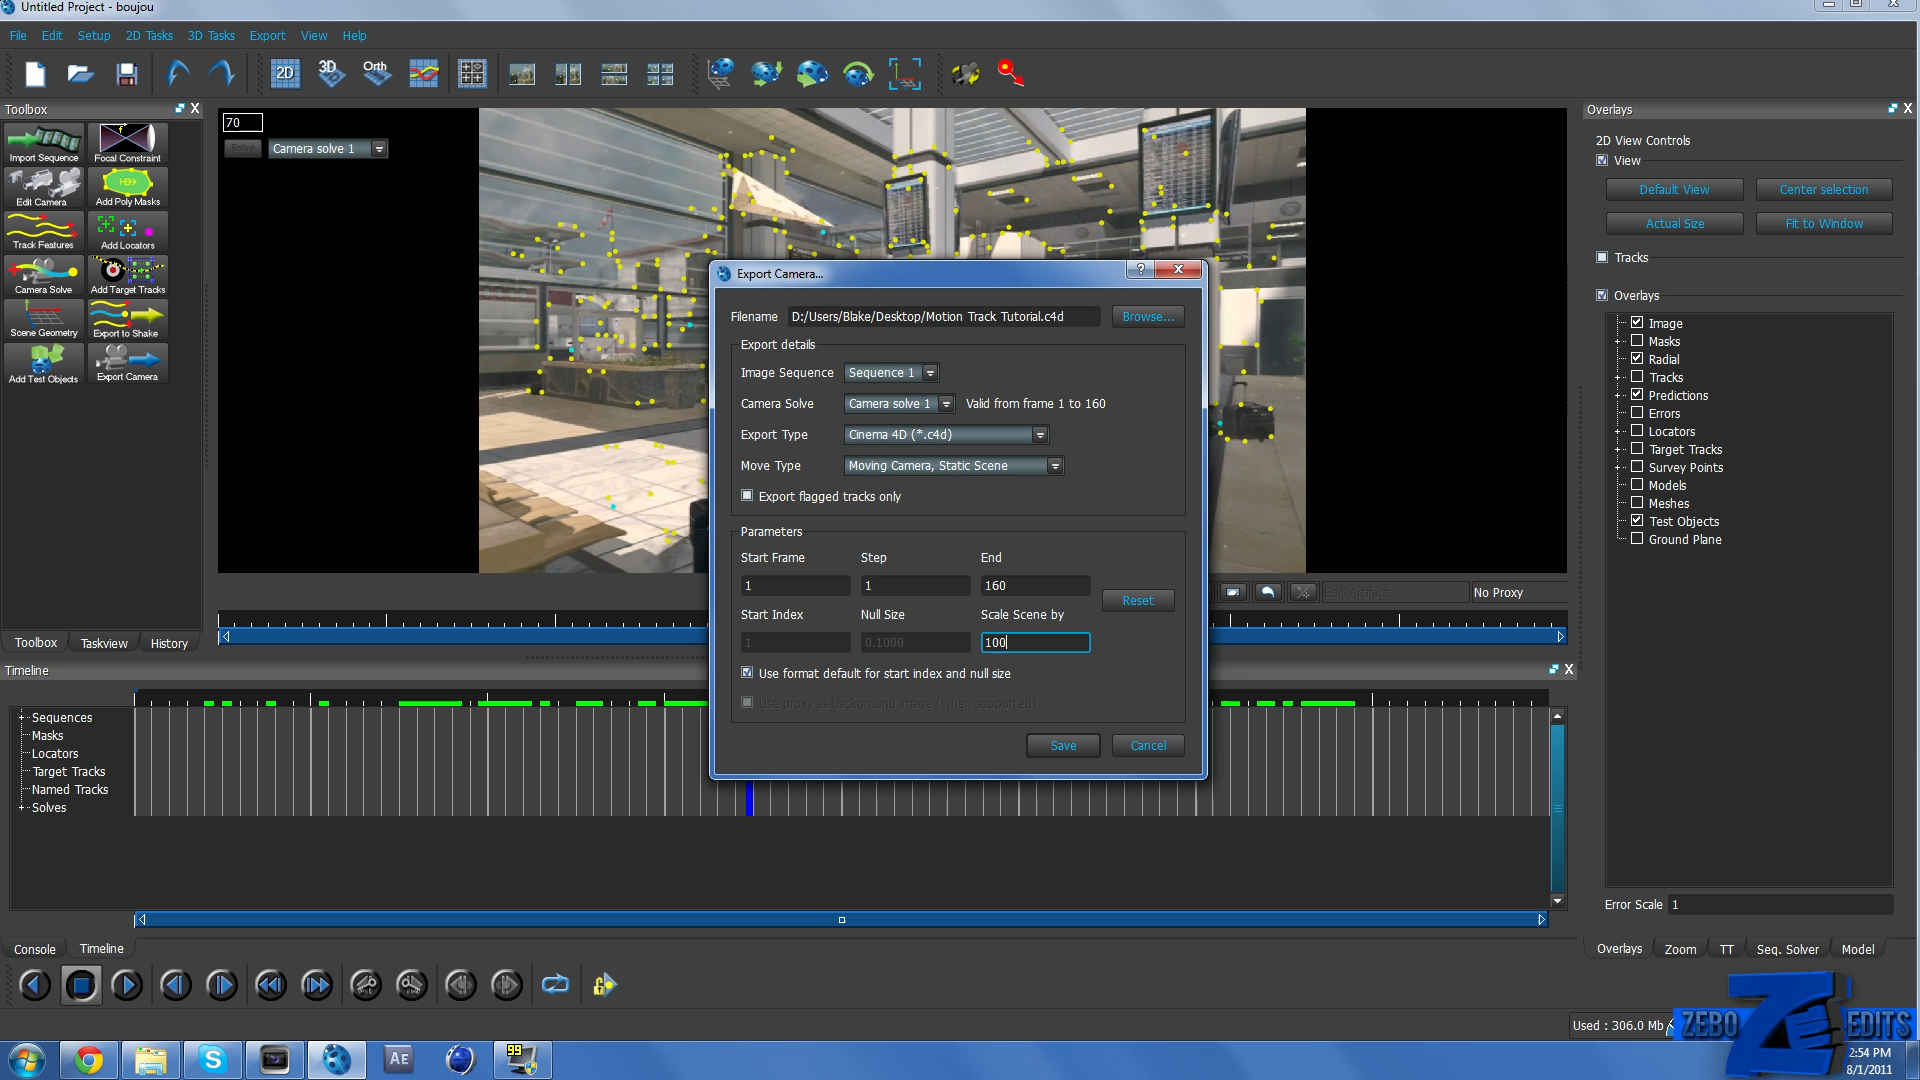 Untitled Project - boujou
File Edit Setup 2D Tasks 3D Tasks Export View Help
2D 3D Orth
Toolbox
Import Sequence
Focal Constraint
Edit Camera
Add Poly Masks
Track Features
Add Locators
Camera Solve
Add Target Tracks
Scene Geometry
Export to Shake
Add Test Objects
Export Camera
Toolbox Taskview History
70
Solve Camera solve 1
Export Camera...
Filename D:/Users/Blake/Desktop/Motion Track Tutorial.c4d Browse...
Export details
Image Sequence Sequence 1
Camera Solve Camera solve 1 Valid from frame 1 to 160
Export Type Cinema 4D (*.c4d)
Move Type Moving Camera, Static Scene
Export flagged tracks only
Parameters
Start Frame Step End
1 1 160
Reset
Start Index Null Size Scale Scene by
1 0.1000 100
Use format default for start index and null size
Use proxy as background image (when supported)
Save Cancel
Edit Artifact No Proxy
Overlays
2D View Controls
View
Default View Center selection
Actual Size Fit to Window
Tracks
Overlays
Image
Masks
Radial
Tracks
Predictions
Errors
Locators
Target Tracks
Survey Points
Models
Meshes
Test Objects
Ground Plane
Error Scale 1
Overlays Zoom TT Seq. Solver Model
Timeline
Sequences
Masks
Locators
Target Tracks
Named Tracks
Solves
Console Timeline
Used : 306.0 Mb
ZEBO EDITS
AE
99
2:54 PM
8/1/2011